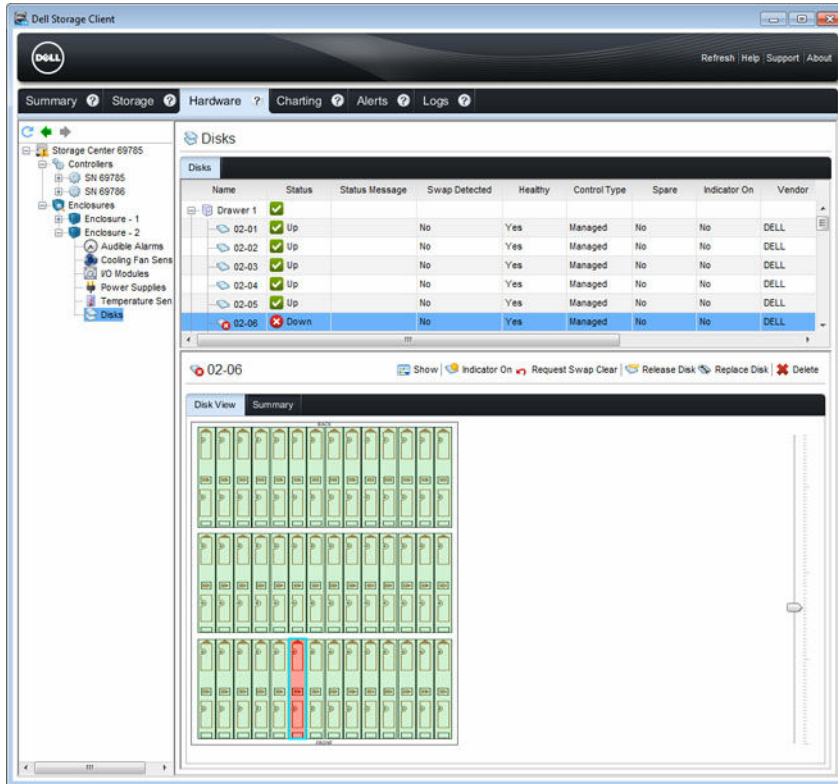 Dell Storage Client
DELL
Refresh Help Support About
Summary ? Storage ? Hardware ? Charting ? Alerts ? Logs ?
Storage Center 69785
Controllers
SN 69785
SN 69786
Enclosures
Enclosure - 1
Enclosure - 2
Audible Alarms
Cooling Fan Sens
I/O Modules
Power Supplies
Temperature Sen
Disks
Disks
Disks
Name Status Status Message Swap Detected Healthy Control Type Spare Indicator On Vendor
Drawer 1
02-01 Up No Yes Managed No No DELL
02-02 Up No Yes Managed No No DELL
02-03 Up No Yes Managed No No DELL
02-04 Up No Yes Managed No No DELL
02-05 Up No Yes Managed No No DELL
02-06 Down No Yes Managed No No DELL
02-06 Show Indicator On Request Swap Clear Release Disk Replace Disk Delete
Disk View Summary
BACK
FRONT